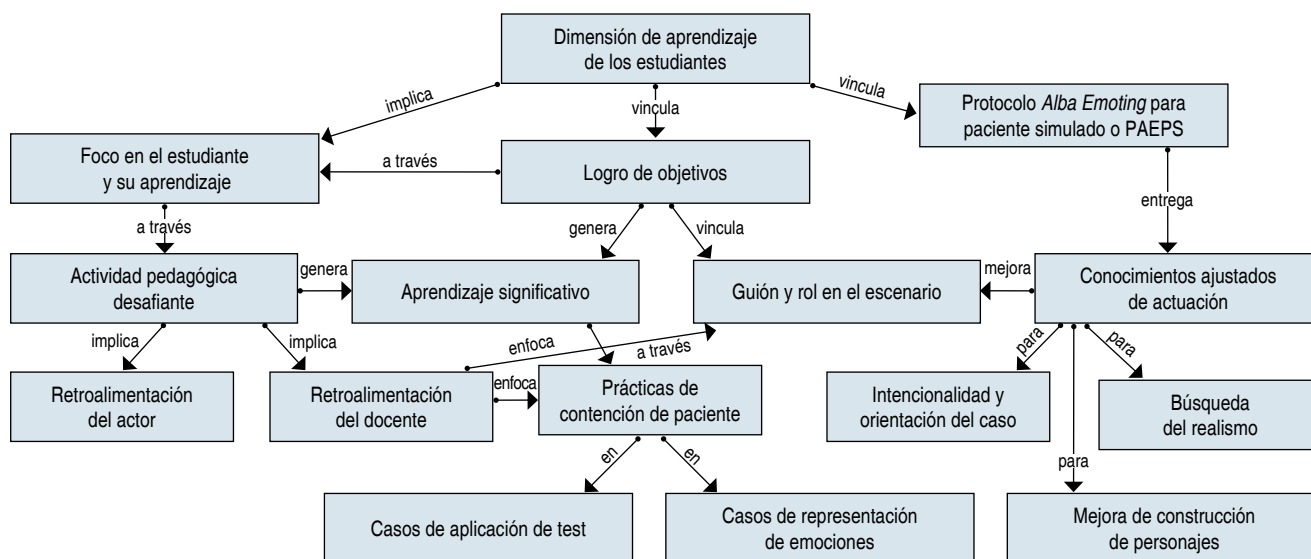 Dimensión de aprendizaje
de los estudiantes
implica
vincula
vincula
Protocolo Alba Emoting para
paciente simulado o PAEPS
Foco en el estudiante
y su aprendizaje
a través
Logro de objetivos
a través
genera
vincula
entrega
Actividad pedagógica
desafiante
genera
Aprendizaje significativo
Guión y rol en el escenario
mejora
Conocimientos ajustados
de actuación
implica
implica
enfoca
a través
para
para
para
Retroalimentación
del actor
Retroalimentación
del docente
enfoca
Prácticas de
contención de paciente
Intencionalidad y
orientación del caso
Búsqueda
del realismo
en
en
Casos de aplicación de test
Casos de representación
de emociones
Mejora de construcción
de personajes